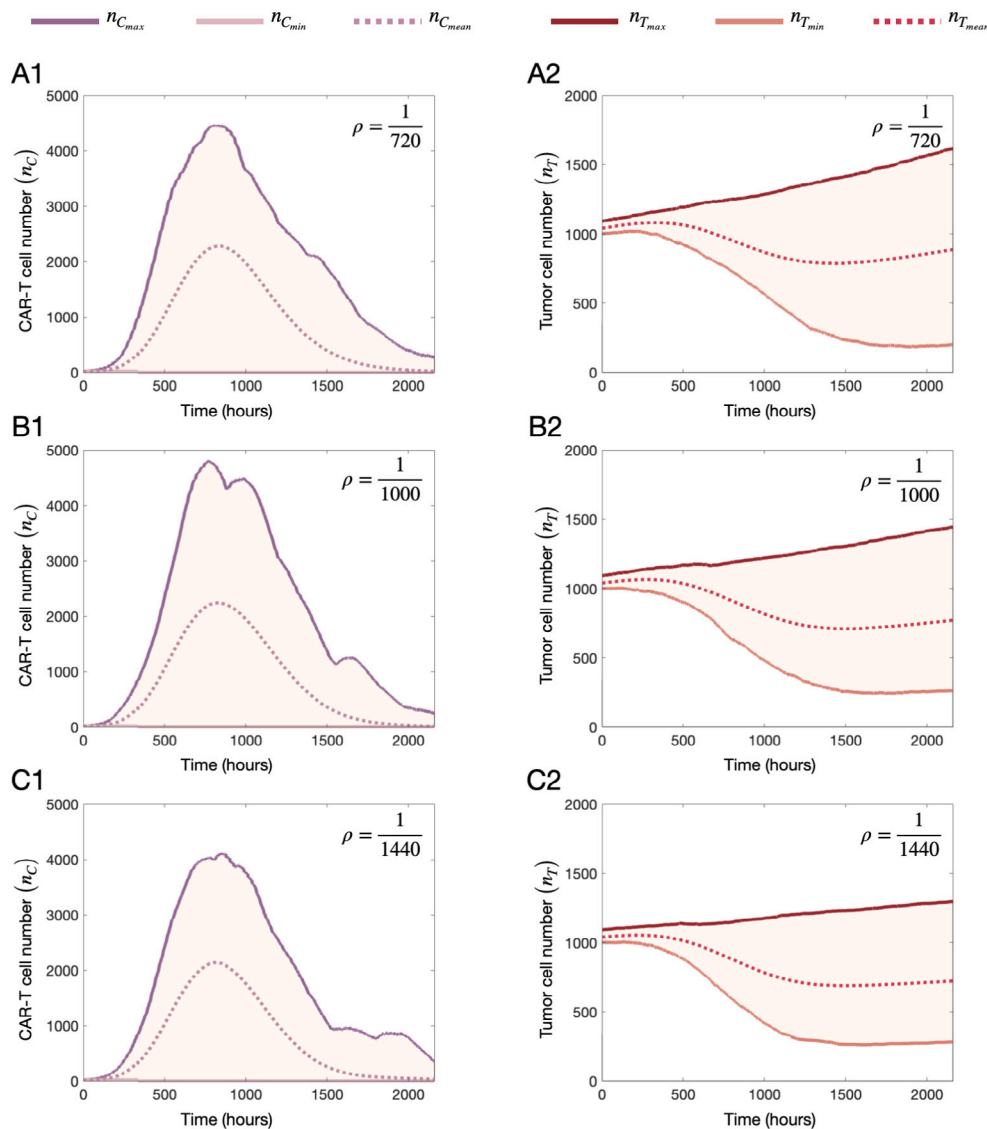 n_{C_{max}} n_{C_{min}} n_{C_{mean}} n_{T_{max}} n_{T_{min}} n_{T_{mean}}
A1
5000
4000
3000
2000
1000
0
CAR-T cell number (n_C)
ρ = 1/720
0 500 1000 1500 2000
Time (hours)
A2
2000
1500
1000
500
0
Tumor cell number (n_T)
ρ = 1/720
0 500 1000 1500 2000
Time (hours)
B1
5000
4000
3000
2000
1000
0
CAR-T cell number (n_C)
ρ = 1/1000
0 500 1000 1500 2000
Time (hours)
B2
2000
1500
1000
500
0
Tumor cell number (n_T)
ρ = 1/1000
0 500 1000 1500 2000
Time (hours)
C1
5000
4000
3000
2000
1000
0
CAR-T cell number (n_C)
ρ = 1/1440
0 500 1000 1500 2000
Time (hours)
C2
2000
1500
1000
500
0
Tumor cell number (n_T)
ρ = 1/1440
0 500 1000 1500 2000
Time (hours)